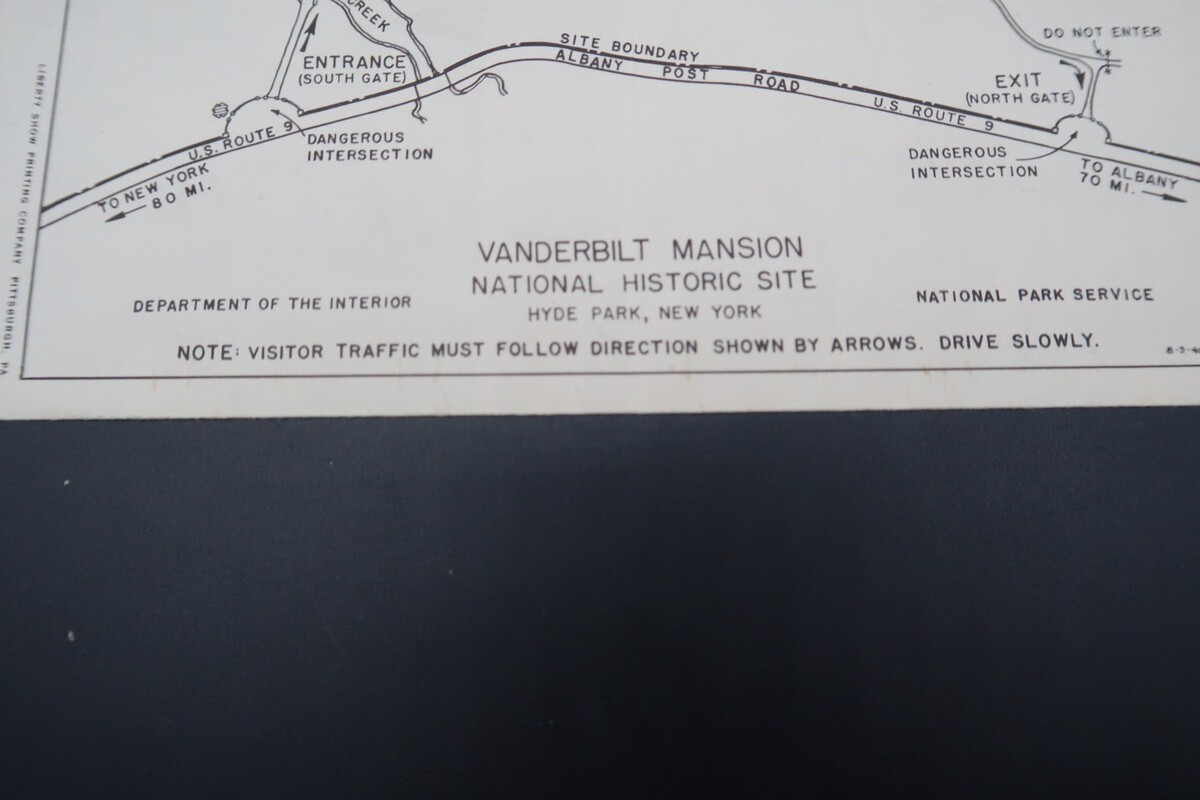 CREEK
DO NOT ENTER
ENTRANCE
(SOUTH GATE)
SITE BOUNDARY
ALBANY POST ROAD
EXIT
(NORTH GATE)
U.S. ROUTE 9
U.S. ROUTE 9
DANGEROUS
INTERSECTION
DANGEROUS
INTERSECTION
TO NEW YORK
80 MI.
TO ALBANY
70 MI.
VANDERBILT MANSION
NATIONAL HISTORIC SITE
HYDE PARK, NEW YORK
DEPARTMENT OF THE INTERIOR
NATIONAL PARK SERVICE
NOTE: VISITOR TRAFFIC MUST FOLLOW DIRECTION SHOWN BY ARROWS. DRIVE SLOWLY.
LIBERTY SHOW PRINTING COMPANY PITTSBURGH, PA